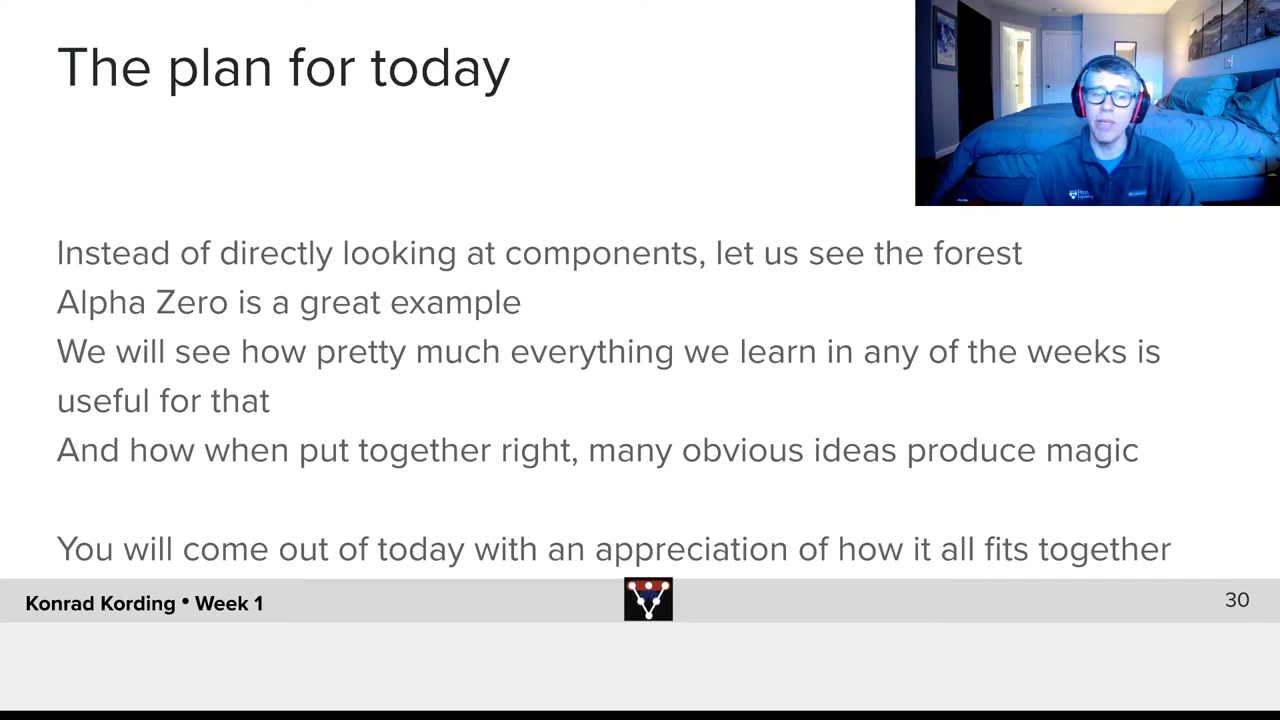 The plan for today
Instead of directly looking at components, let us see the forest
Alpha Zero is a great example
We will see how pretty much everything we learn in any of the weeks is
useful for that
And how when put together right, many obvious ideas produce magic
You will come out of today with an appreciation of how it all fits together
Konrad Kording • Week 1
30